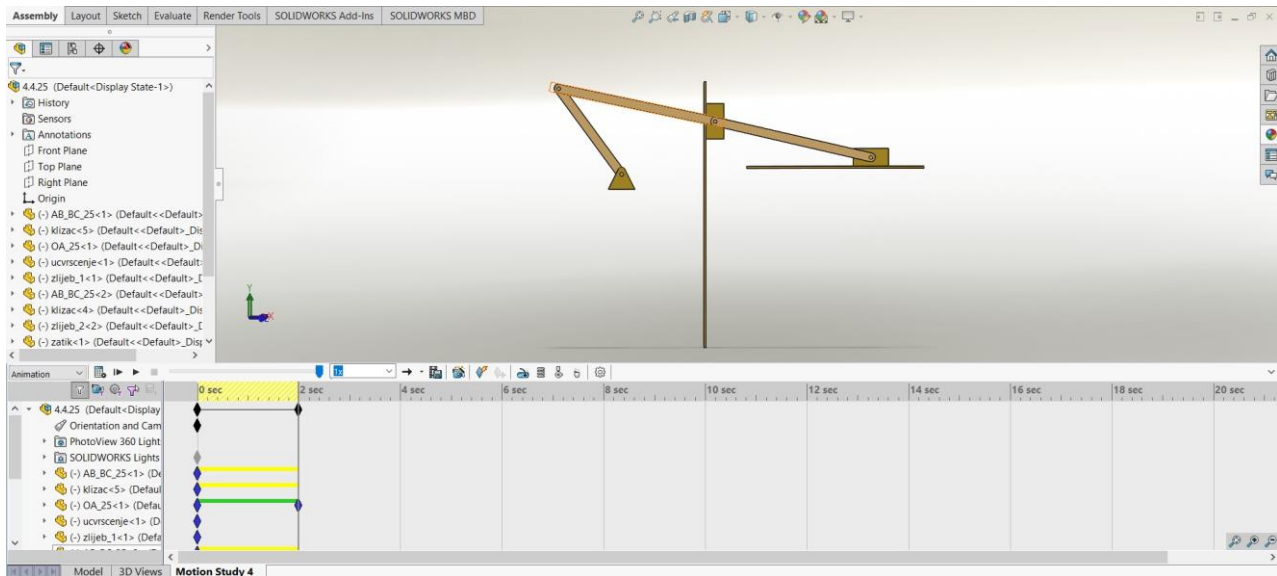 Assembly Layout Sketch Evaluate Render Tools SOLIDWORKS Add-Ins SOLIDWORKS MBD
4.4.25 (Default<Display State-1>)
History
Sensors
Annotations
Front Plane
Top Plane
Right Plane
Origin
(-) AB_BC_25<1> (Default<<Default>
(-) klizac<5> (Default<<Default>_Dis
(-) OA_25<1> (Default<<Default>_Di
(-) ucvrscenje<1> (Default<<Default:
(-) zlijeb_1<1> (Default<<Default>_D
(-) AB_BC_25<2> (Default<<Default>
(-) klizac<4> (Default<<Default>_Dis
(-) zlijeb_2<2> (Default<<Default>_D
(-) zatik<1> (Default<<Default>_Disp
Y
X
Animation 1x
0 sec 2 sec 4 sec 6 sec 8 sec 10 sec 12 sec 14 sec 16 sec 18 sec 20 sec
4.4.25 (Default<Display
Orientation and Cam
PhotoView 360 Light
SOLIDWORKS Lights
(-) AB_BC_25<1> (De
(-) klizac<5> (Defaul
(-) OA_25<1> (Defau
(-) ucvrscenje<1> (D
(-) zlijeb_1<1> (Defa
Model 3D Views Motion Study 4